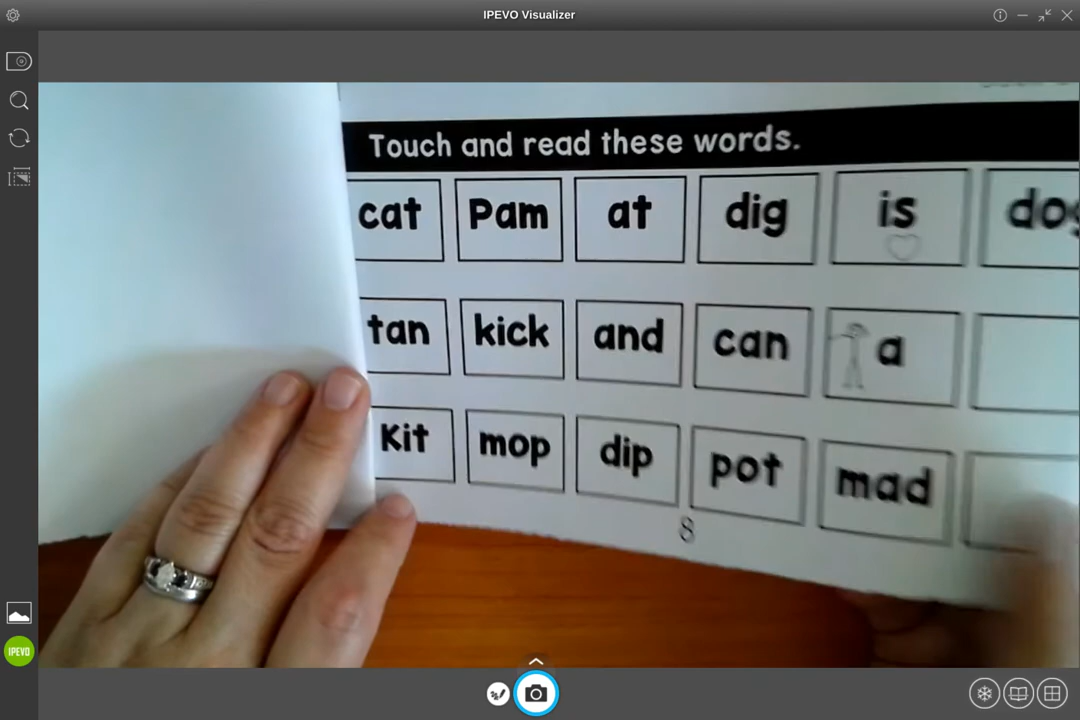 IPEVO Visualizer
Touch and read these words.
cat Pam at dig is
tan kick and can a
Kit mop dip pot mad
8
IPEVO